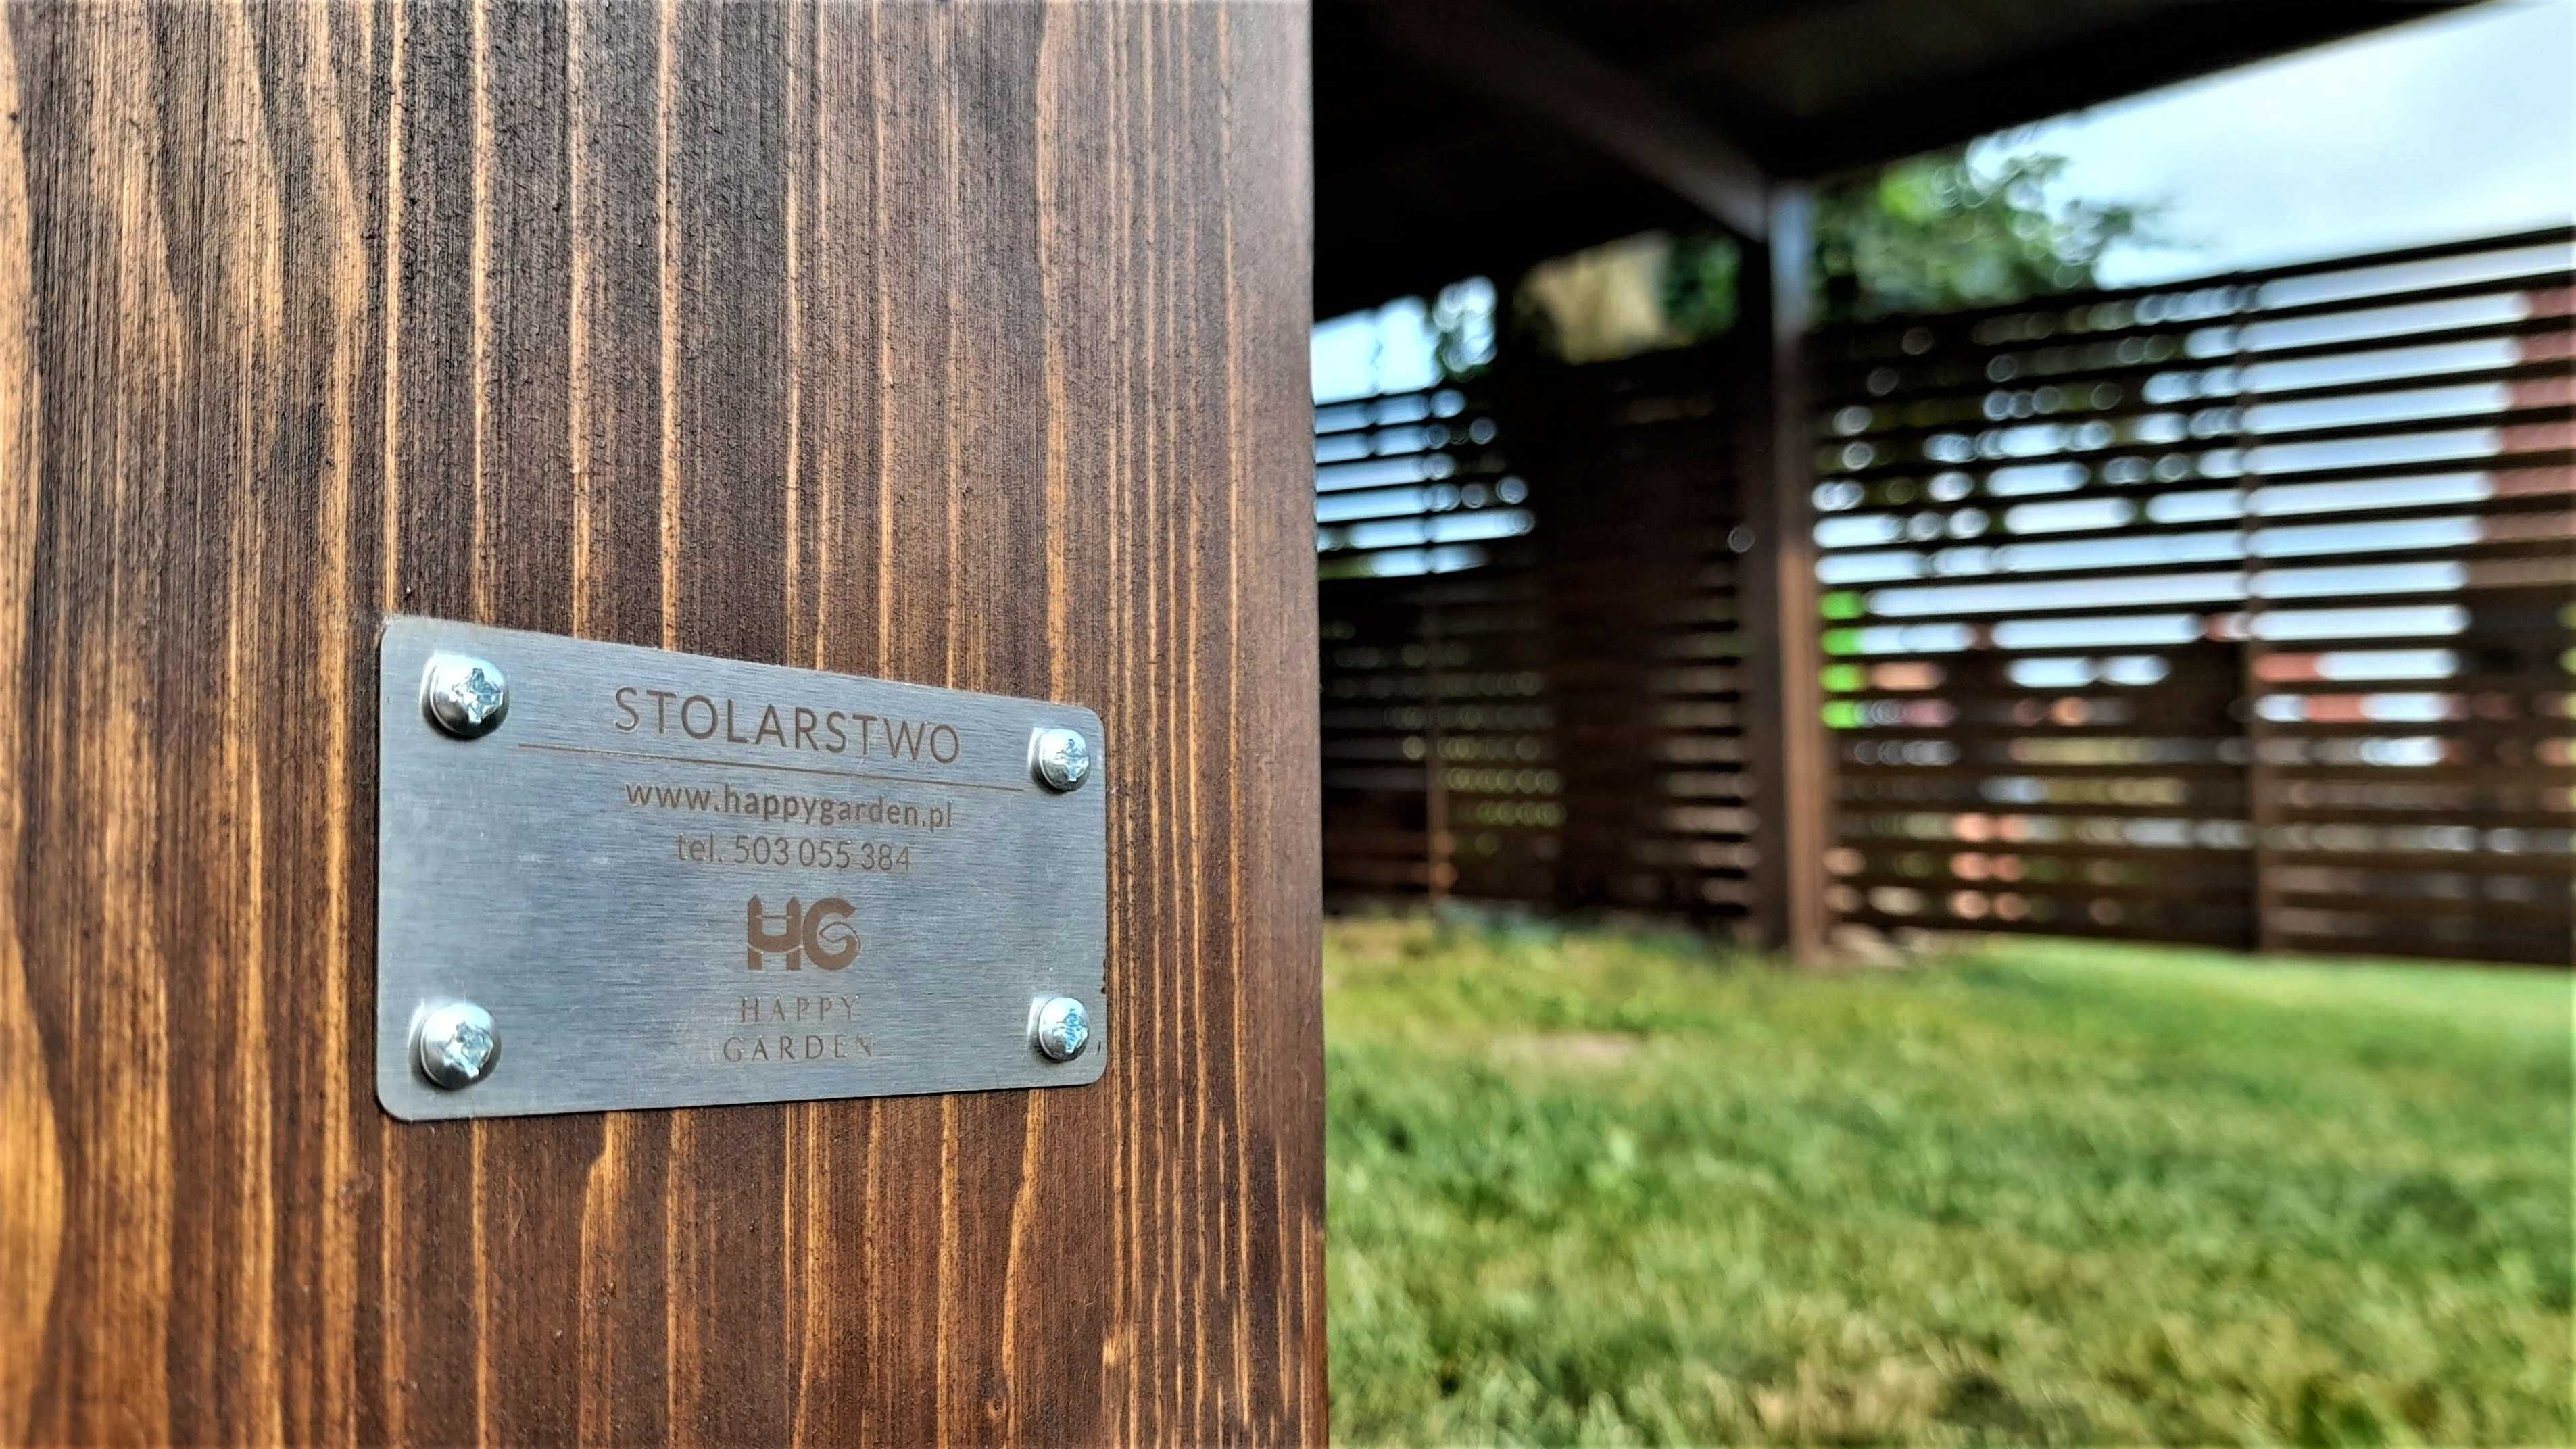 STOLARSTWO
www.happygarden.pl
tel. 503 055 384
HG
HAPPY
GARDEN